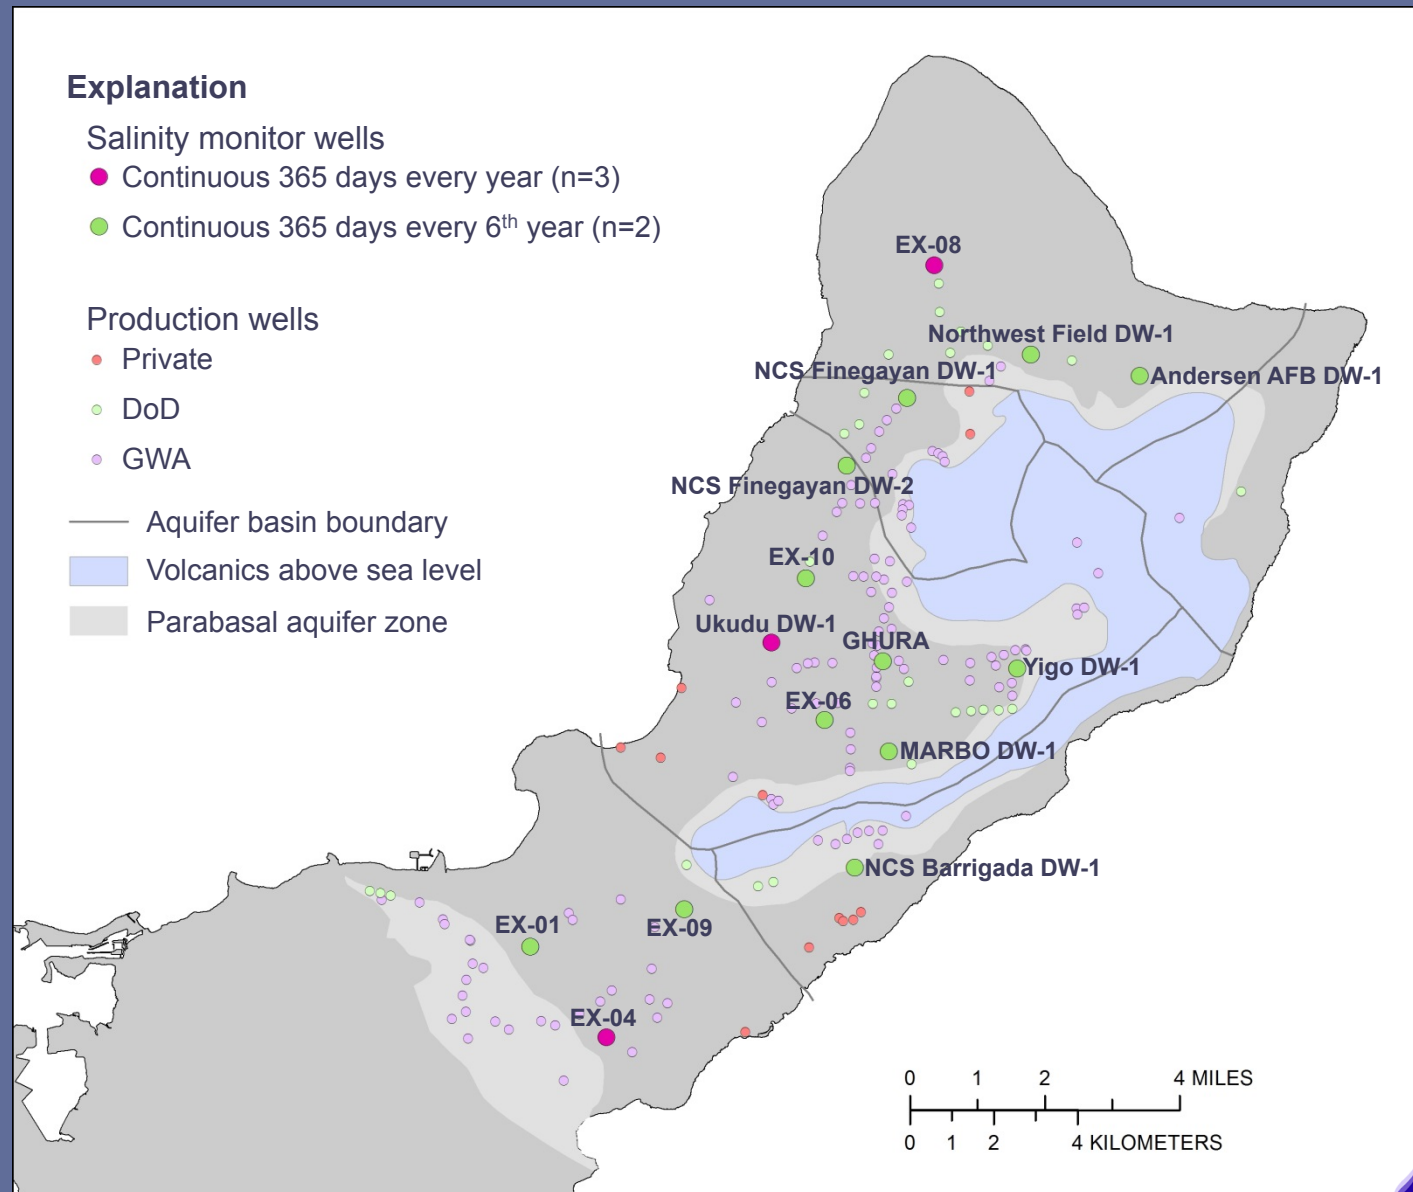 Explanation
Salinity monitor wells
Continuous 365 days every year (n=3)
Continuous 365 days every 6th year (n=2)
Production wells
Private
DoD
GWA
Aquifer basin boundary
Volcanics above sea level
Parabasal aquifer zone
EX-08
Northwest Field DW-1
NCS Finegayan DW-1
Andersen AFB DW-1
NCS Finegayan DW-2
EX-10
Ukudu DW-1
GHURA
Yigo DW-1
EX-06
MARBO DW-1
NCS Barrigada DW-1
EX-01
EX-09
EX-04
0 1 2 4 MILES
0 1 2 4 KILOMETERS